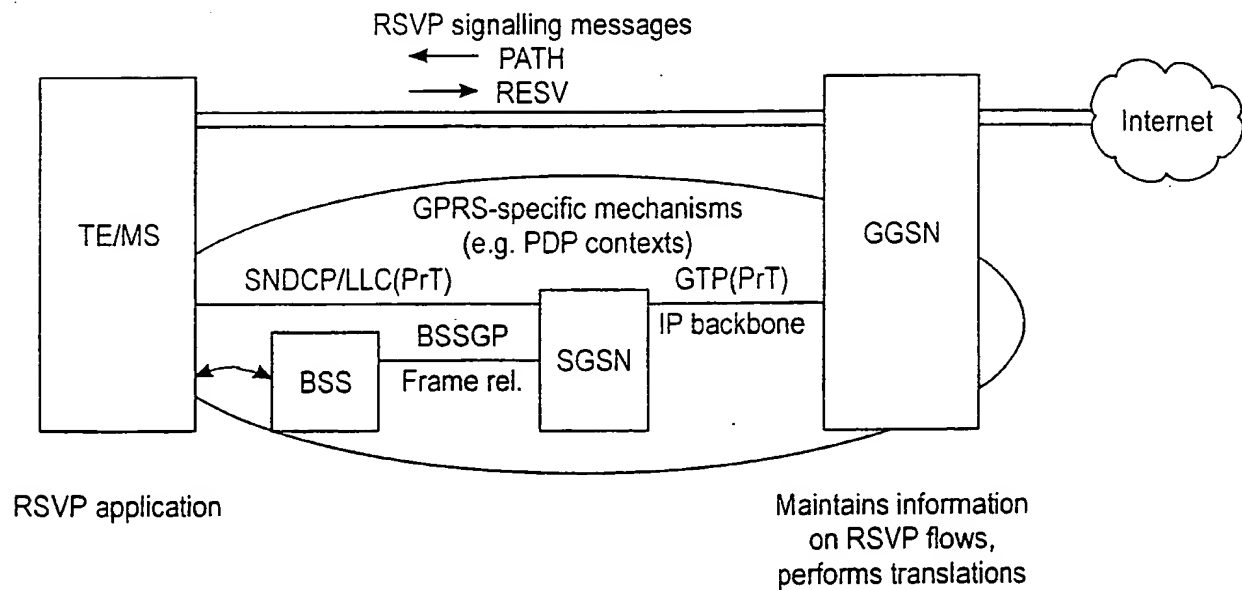 RSVP signalling messages
PATH
RESV
Internet
TE/MS
GPRS-specific mechanisms
(e.g. PDP contexts)
GGSN
SNDCP/LLC(PrT)
GTP(PrT)
IP backbone
BSSGP
SGSN
BSS
Frame rel.
RSVP application
Maintains information
on RSVP flows,
performs translations